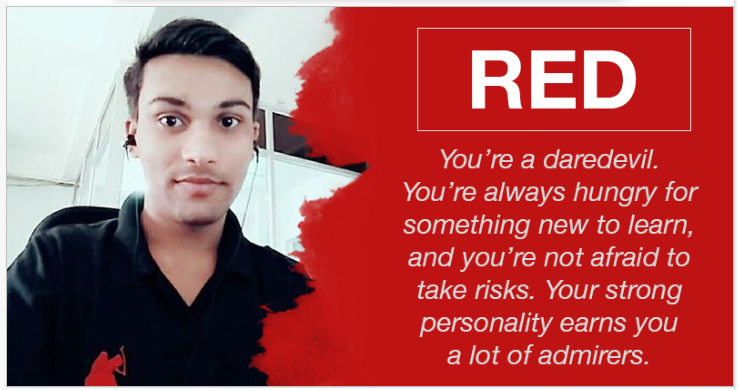 RED
You’re a daredevil.
You’re always hungry for
something new to learn,
and you’re not afraid to
take risks. Your strong
personality earns you
a lot of admirers.